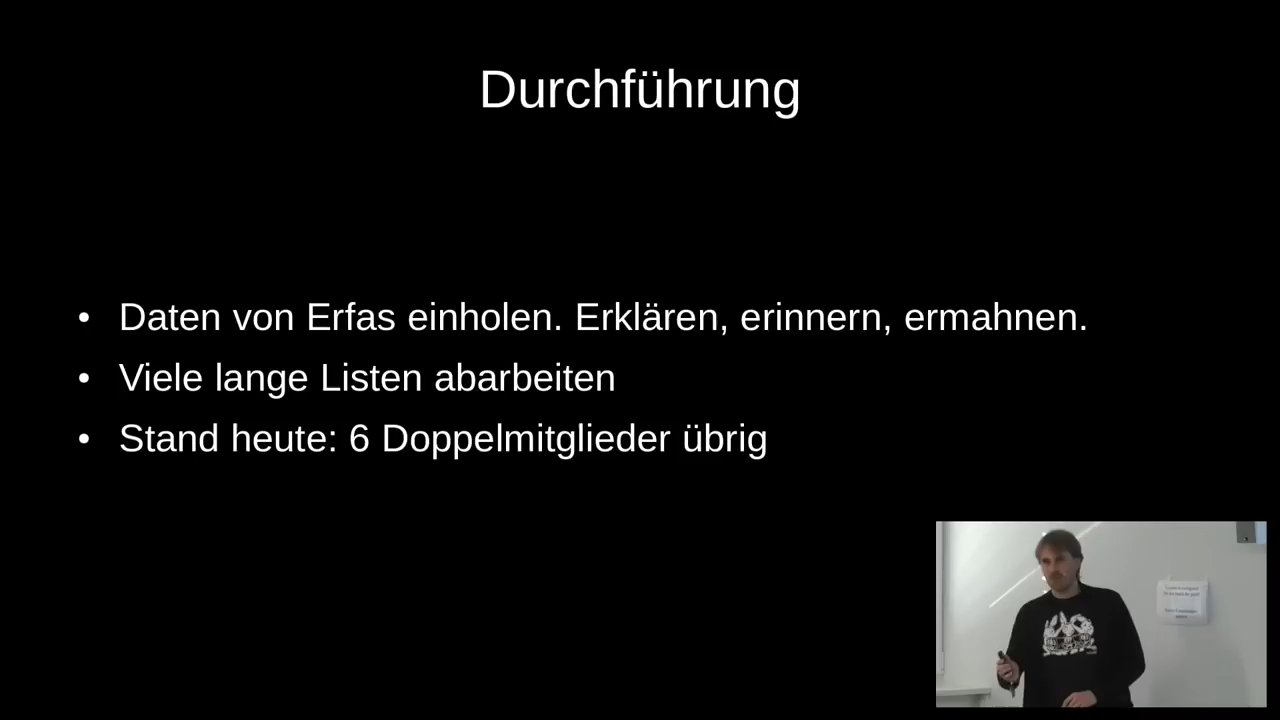 Durchführung
• Daten von Erfas einholen. Erklären, erinnern, ermahnen.
• Viele lange Listen abarbeiten
• Stand heute: 6 Doppelmitglieder übrig